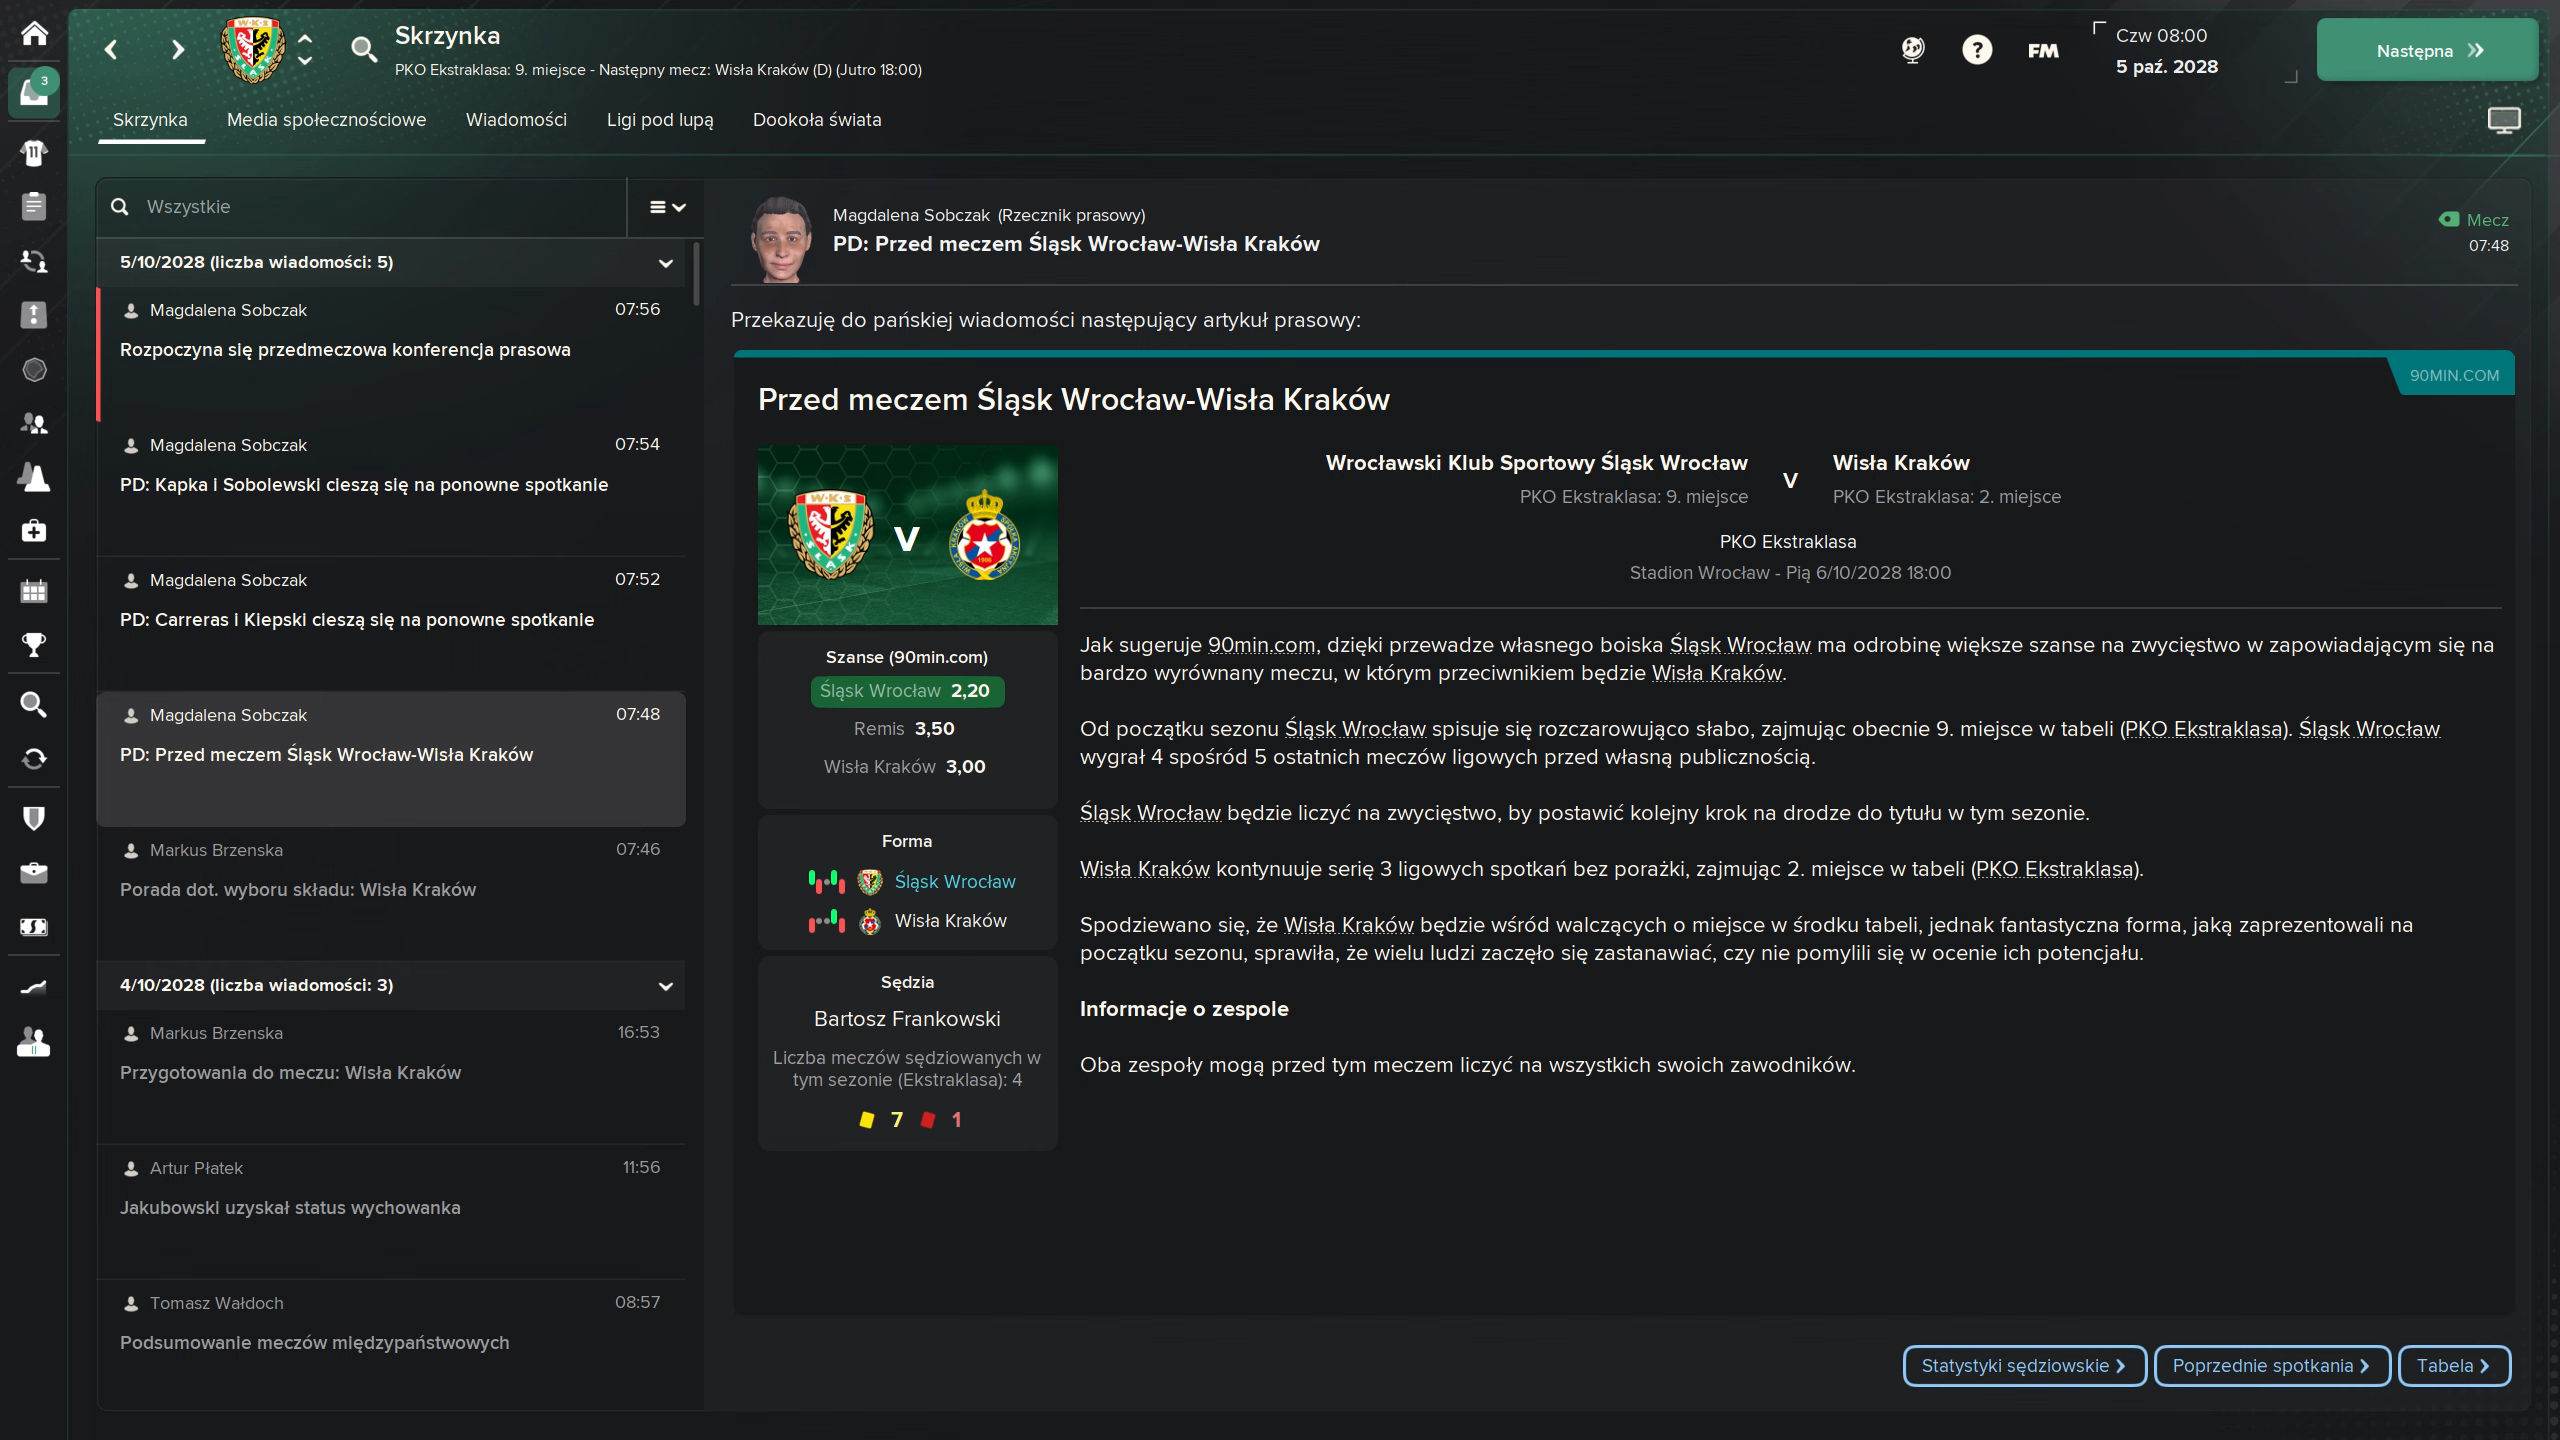 Skrzynka
PKO Ekstraklasa: 9. miejsce - Następny mecz: Wisła Kraków (D) (Jutro 18:00)
FM
Czw 08:00
5 paź. 2028
Następna
3
11
Skrzynka
Media społecznościowe
Wiadomości
Ligi pod lupą
Dookoła świata
Wszystkie
5/10/2028 (liczba wiadomości: 5)
Magdalena Sobczak 07:56
Rozpoczyna się przedmeczowa konferencja prasowa
Magdalena Sobczak 07:54
PD: Kapka i Sobolewski cieszą się na ponowne spotkanie
Magdalena Sobczak 07:52
PD: Carreras i Klepski cieszą się na ponowne spotkanie
Magdalena Sobczak 07:48
PD: Przed meczem Śląsk Wrocław-Wisła Kraków
Markus Brzenska 07:46
Porada dot. wyboru składu: Wisła Kraków
4/10/2028 (liczba wiadomości: 3)
Markus Brzenska 16:53
Przygotowania do meczu: Wisła Kraków
Artur Płatek 11:56
Jakubowski uzyskał status wychowanka
Tomasz Wałdoch 08:57
Podsumowanie meczów międzypaństwowych
Magdalena Sobczak (Rzecznik prasowy)
PD: Przed meczem Śląsk Wrocław-Wisła Kraków
Mecz
07:48
Przekazuję do pańskiej wiadomości następujący artykuł prasowy:
90MIN.COM
Przed meczem Śląsk Wrocław-Wisła Kraków
V
Szanse (90min.com)
Śląsk Wrocław 2,20
Remis 3,50
Wisła Kraków 3,00
Forma
Śląsk Wrocław
Wisła Kraków
Sędzia
Bartosz Frankowski
Liczba meczów sędziowanych w
tym sezonie (Ekstraklasa): 4
7 1
Wrocławski Klub Sportowy Śląsk Wrocław v Wisła Kraków
PKO Ekstraklasa: 9. miejsce PKO Ekstraklasa: 2. miejsce
PKO Ekstraklasa
Stadion Wrocław - Pią 6/10/2028 18:00
Jak sugeruje 90min.com, dzięki przewadze własnego boiska Śląsk Wrocław ma odrobinę większe szanse na zwycięstwo w zapowiadającym się na
bardzo wyrównany meczu, w którym przeciwnikiem będzie Wisła Kraków.
Od początku sezonu Śląsk Wrocław spisuje się rozczarowująco słabo, zajmując obecnie 9. miejsce w tabeli (PKO Ekstraklasa). Śląsk Wrocław
wygrał 4 spośród 5 ostatnich meczów ligowych przed własną publicznością.
Śląsk Wrocław będzie liczyć na zwycięstwo, by postawić kolejny krok na drodze do tytułu w tym sezonie.
Wisła Kraków kontynuuje serię 3 ligowych spotkań bez porażki, zajmując 2. miejsce w tabeli (PKO Ekstraklasa).
Spodziewano się, że Wisła Kraków będzie wśród walczących o miejsce w środku tabeli, jednak fantastyczna forma, jaką zaprezentowali na
początku sezonu, sprawiła, że wielu ludzi zaczęło się zastanawiać, czy nie pomylili się w ocenie ich potencjału.
Informacje o zespole
Oba zespoły mogą przed tym meczem liczyć na wszystkich swoich zawodników.
Statystyki sędziowskie
Poprzednie spotkania
Tabela